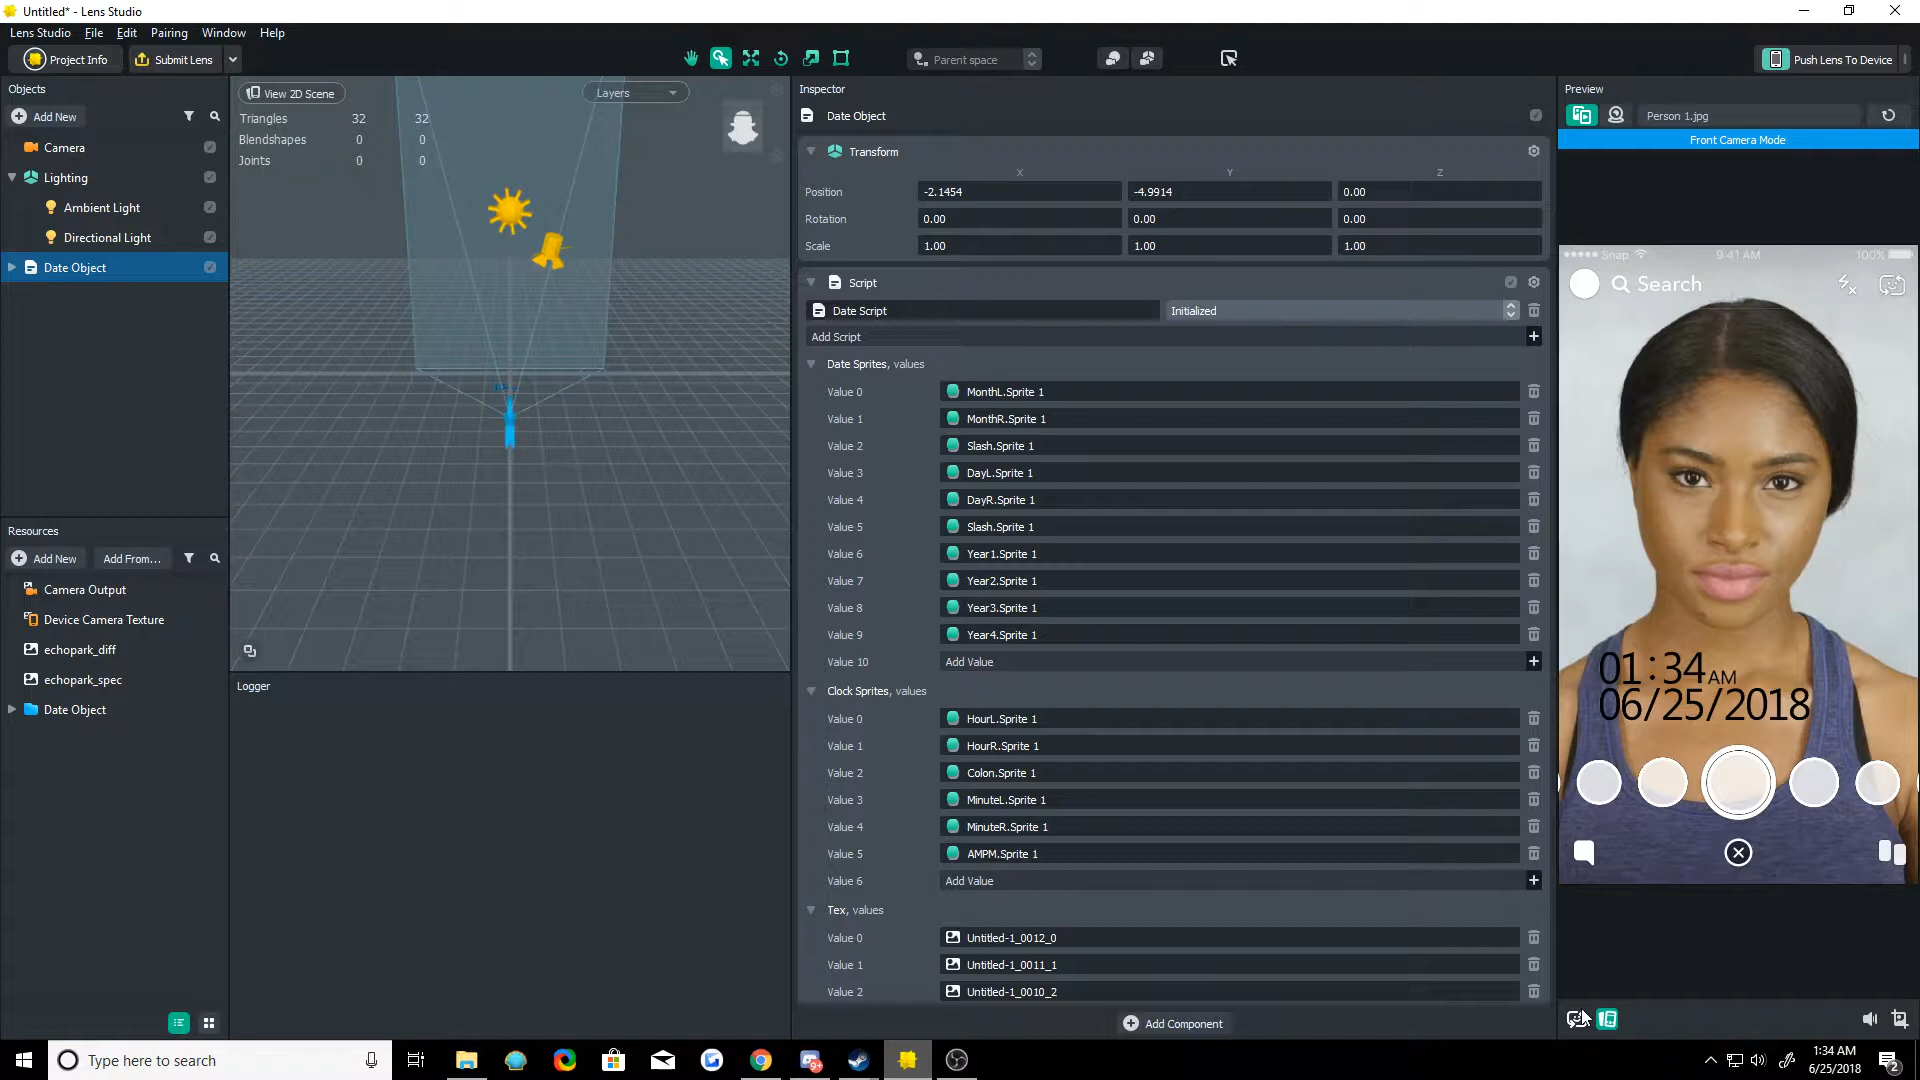 Untitled* - Lens Studio
Lens Studio File Edit Pairing Window Help
Project Info Submit Lens Parent space Push Lens To Device
Objects
Add New
Camera
Lighting
Ambient Light
Directional Light
Date Object
Resources
Add New Add From...
Camera Output
Device Camera Texture
echopark_diff
echopark_spec
Date Object
View 2D Scene Layers
Triangles 32 32
Blendshapes 0 0
Joints 0 0
Logger
Inspector
Date Object
Transform
X Y Z
Position -2.1454 -4.9914 0.00
Rotation 0.00 0.00 0.00
Scale 1.00 1.00 1.00
Script
Date Script Initialized
Add Script
Date Sprites, values
Value 0 MonthL.Sprite 1
Value 1 MonthR.Sprite 1
Value 2 Slash.Sprite 1
Value 3 DayL.Sprite 1
Value 4 DayR.Sprite 1
Value 5 Slash.Sprite 1
Value 6 Year1.Sprite 1
Value 7 Year2.Sprite 1
Value 8 Year3.Sprite 1
Value 9 Year4.Sprite 1
Value 10 Add Value
Clock Sprites, values
Value 0 HourL.Sprite 1
Value 1 HourR.Sprite 1
Value 2 Colon.Sprite 1
Value 3 MinuteL.Sprite 1
Value 4 MinuteR.Sprite 1
Value 5 AMPM.Sprite 1
Value 6 Add Value
Tex, values
Value 0 Untitled-1_0012_0
Value 1 Untitled-1_0011_1
Value 2 Untitled-1_0010_2
Add Component
Preview
Person 1.jpg
Front Camera Mode
Snap 9:41 AM 100%
Search
01:34 AM
06/25/2018
Type here to search
9+
1:34 AM
6/25/2018
2